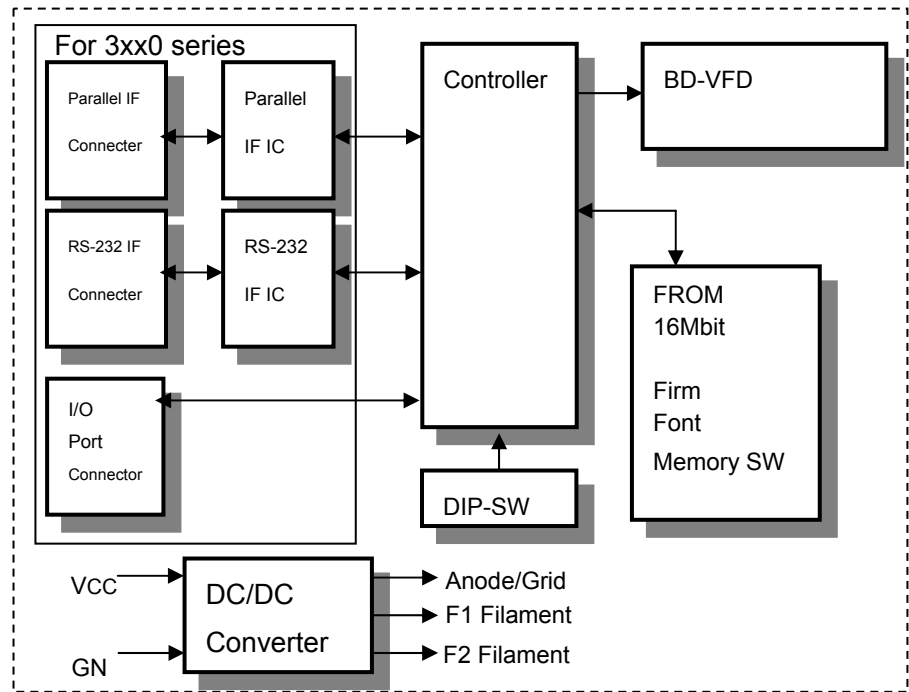 For 3xx0 series
Parallel IF
Connecter
Parallel
IF IC
RS-232 IF
Connecter
RS-232
IF IC
I/O
Port
Connector
Controller
BD-VFD
FROM
16Mbit
Firm
Font
Memory SW
DIP-SW
VCC
GN
DC/DC
Converter
Anode/Grid
F1 Filament
F2 Filament